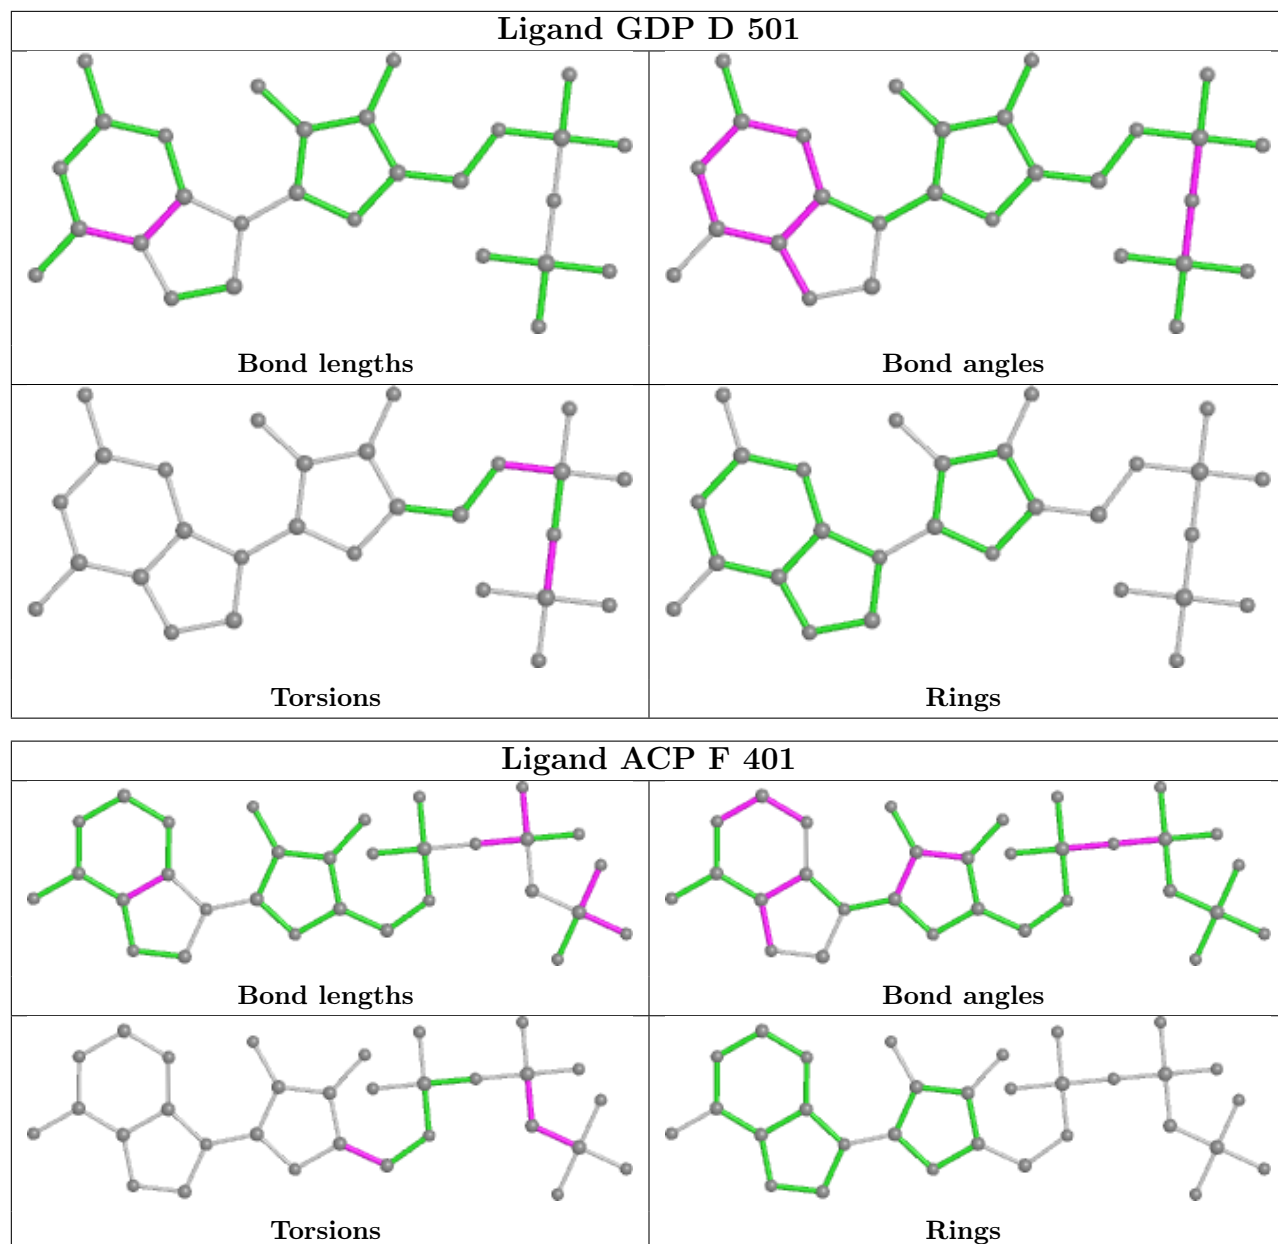 Ligand GDP D 501
Bond lengths
Bond angles
Torsions
Rings
Ligand ACP F 401
Bond lengths
Bond angles
Torsions
Rings